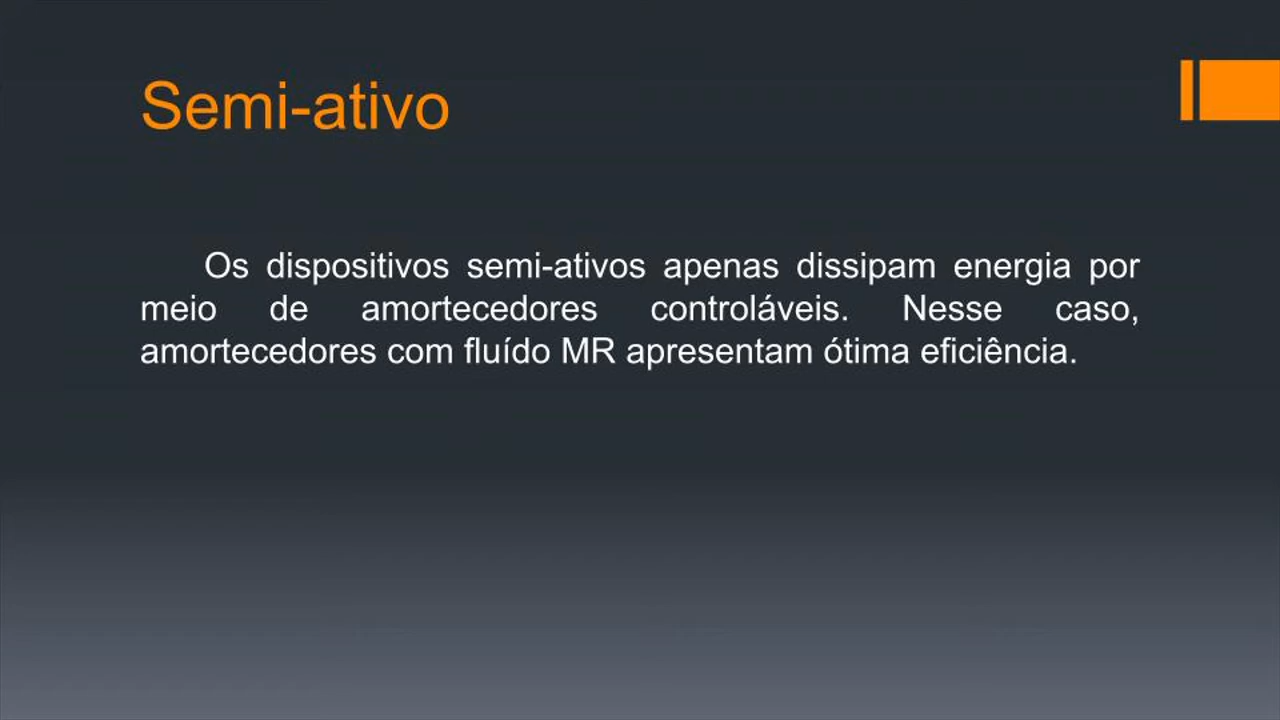 Semi-ativo
Os dispositivos semi-ativos apenas dissipam energia por
meio de amortecedores controláveis. Nesse caso,
amortecedores com fluído MR apresentam ótima eficiência.